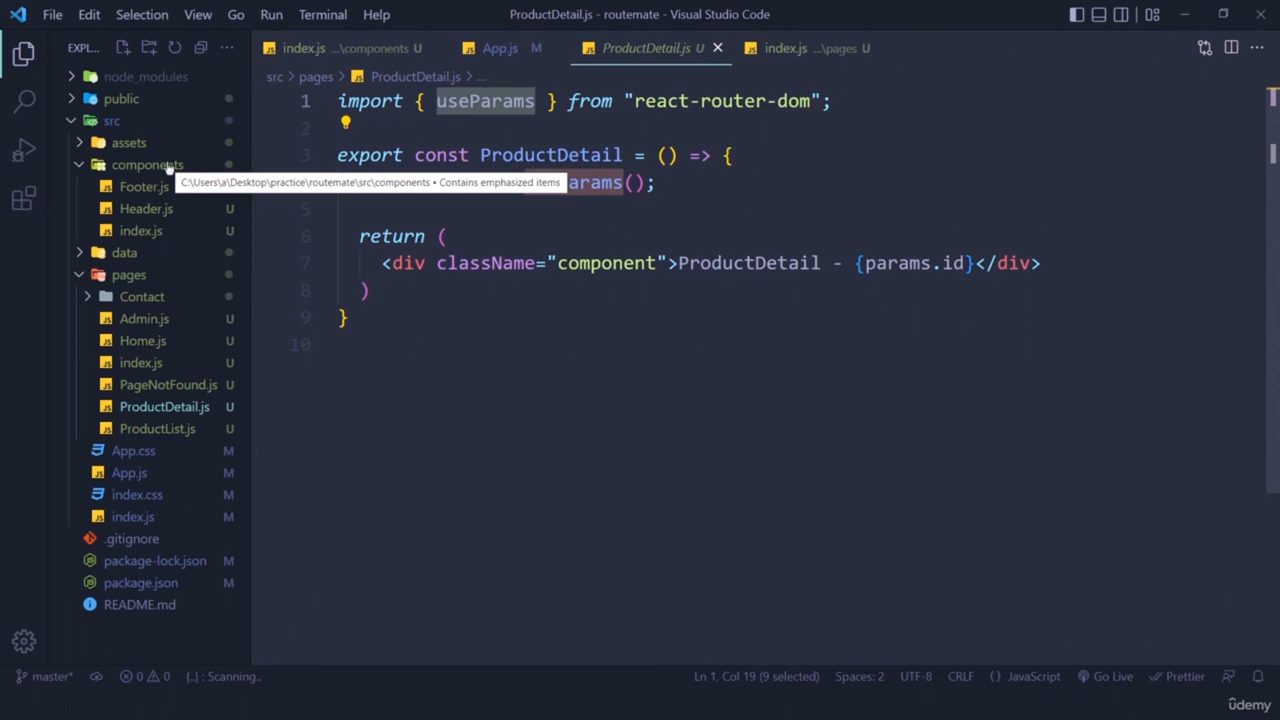 File Edit Selection View Go Run Terminal Help ProductDetail.js - routemate - Visual Studio Code
EXPL...
index.js ...\components U
App.js M
ProductDetail.js U
index.js ...\pages U
src > pages > ProductDetail.js > ...
node_modules
public
src
assets
components
Footer.js
Header.js U
index.js U
data
pages
Contact
Admin.js U
Home.js U
index.js U
PageNotFound.js U
ProductDetail.js U
ProductList.js U
App.css M
App.js M
index.css M
index.js M
.gitignore
package-lock.json M
package.json M
README.md
C:\Users\a\Desktop\practice\routemate\src\components • Contains emphasized items
1 import { useParams } from "react-router-dom";
2
3 export const ProductDetail = () => {
arams();
5
6 return (
7 <div className="component">ProductDetail - {params.id}</div>
8 )
9 }
10
master* 0 0 {..} : Scanning.. Ln 1, Col 19 (9 selected) Spaces: 2 UTF-8 CRLF {} JavaScript Go Live Prettier
ûdemy